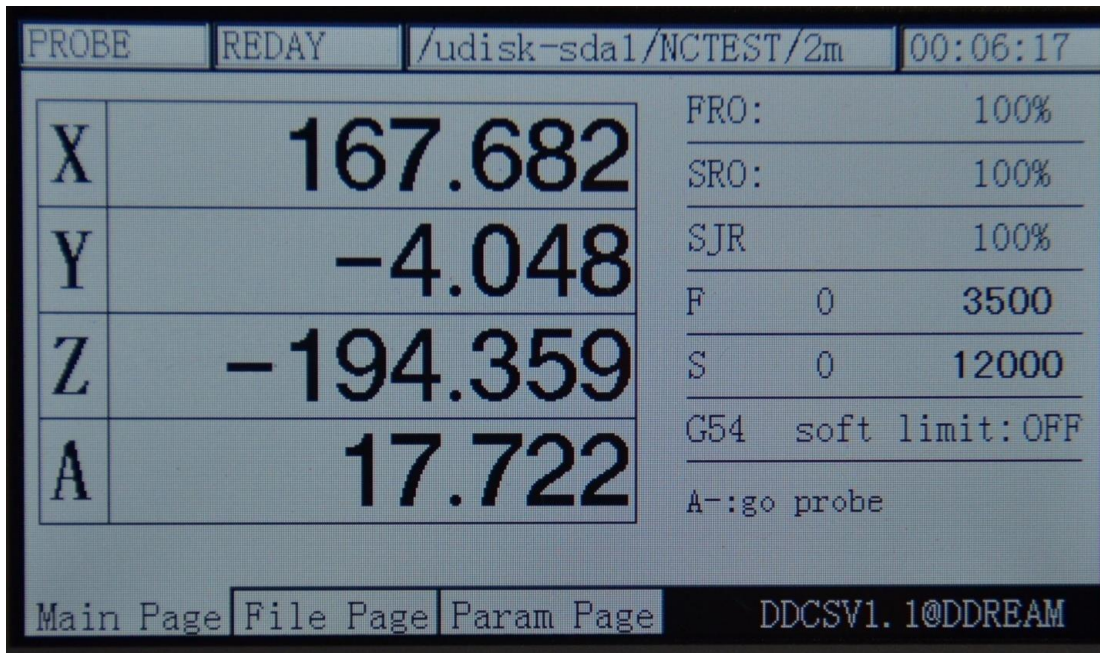 PROBE REDAY /udisk-sda1/NCTEST/2m 00:06:17
X 167.682
Y -4.048
Z -194.359
A 17.722
FRO: 100%
SRO: 100%
SJR 100%
F 0 3500
S 0 12000
G54 soft limit:OFF
A-:go probe
Main Page File Page Param Page DDCSV1.1@DDREAM